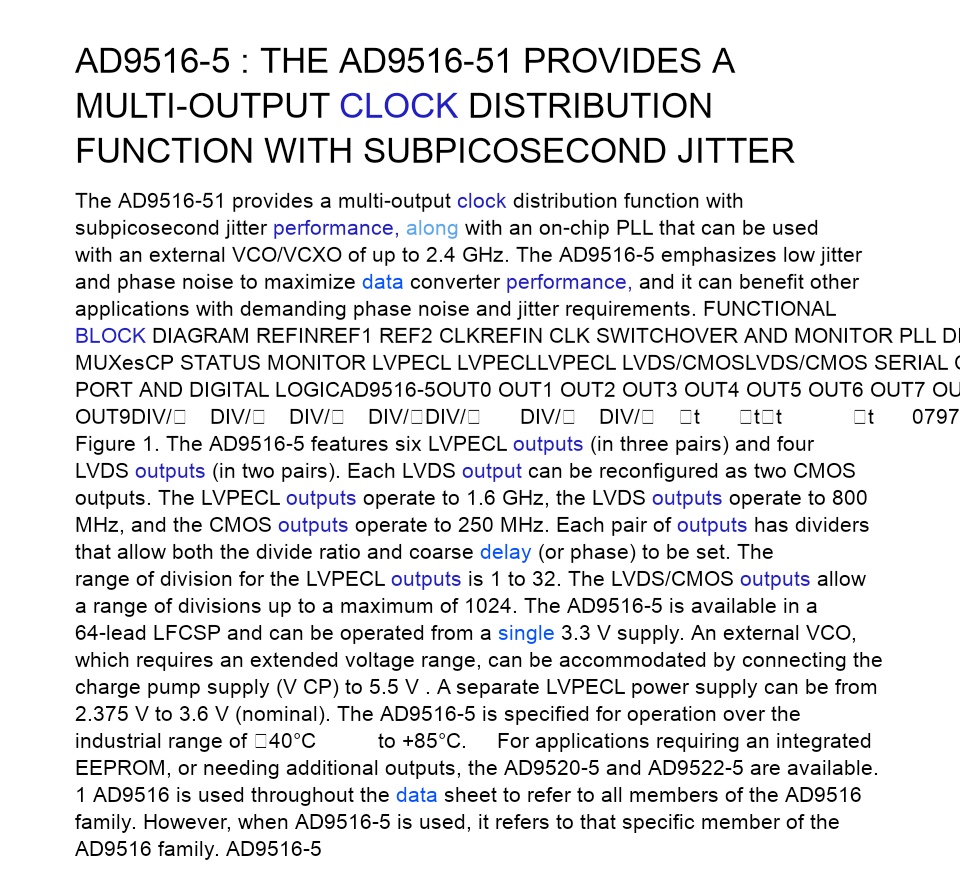 AD9516-5 : THE AD9516-51 PROVIDES A
MULTI-OUTPUT CLOCK DISTRIBUTION
FUNCTION WITH SUBPICOSECOND JITTER
The AD9516-51 provides a multi-output clock distribution function with
subpicosecond jitter performance, along with an on-chip PLL that can be used
with an external VCO/VCXO of up to 2.4 GHz. The AD9516-5 emphasizes low jitter
and phase noise to maximize data converter performance, and it can benefit other
applications with demanding phase noise and jitter requirements. FUNCTIONAL
BLOCK DIAGRAM REFINREF1 REF2 CLKREFIN CLK SWITCHOVER AND MONITOR PLL
MUXesCP STATUS MONITOR LVPECL LVPECLLVPECL LVDS/CMOSLVDS/CMOS SERIAL
PORT AND DIGITAL LOGICAD9516-5OUT0 OUT1 OUT2 OUT3 OUT4 OUT5 OUT6 OUT7
OUT9DIV/□ DIV/□ DIV/□ DIV/□DIV/□ DIV/□ DIV/□ □t □t□t □t 0797
Figure 1. The AD9516-5 features six LVPECL outputs (in three pairs) and four
LVDS outputs (in two pairs). Each LVDS output can be reconfigured as two CMOS
outputs. The LVPECL outputs operate to 1.6 GHz, the LVDS outputs operate to 800
MHz, and the CMOS outputs operate to 250 MHz. Each pair of outputs has dividers
that allow both the divide ratio and coarse delay (or phase) to be set. The
range of division for the LVPECL outputs is 1 to 32. The LVDS/CMOS outputs allow
a range of divisions up to a maximum of 1024. The AD9516-5 is available in a
64-lead LFCSP and can be operated from a single 3.3 V supply. An external VCO,
which requires an extended voltage range, can be accommodated by connecting the
charge pump supply (V CP) to 5.5 V . A separate LVPECL power supply can be from
2.375 V to 3.6 V (nominal). The AD9516-5 is specified for operation over the
industrial range of □40°C to +85°C. For applications requiring an integrated
EEPROM, or needing additional outputs, the AD9520-5 and AD9522-5 are available.
1 AD9516 is used throughout the data sheet to refer to all members of the AD9516
family. However, when AD9516-5 is used, it refers to that specific member of the
AD9516 family. AD9516-5